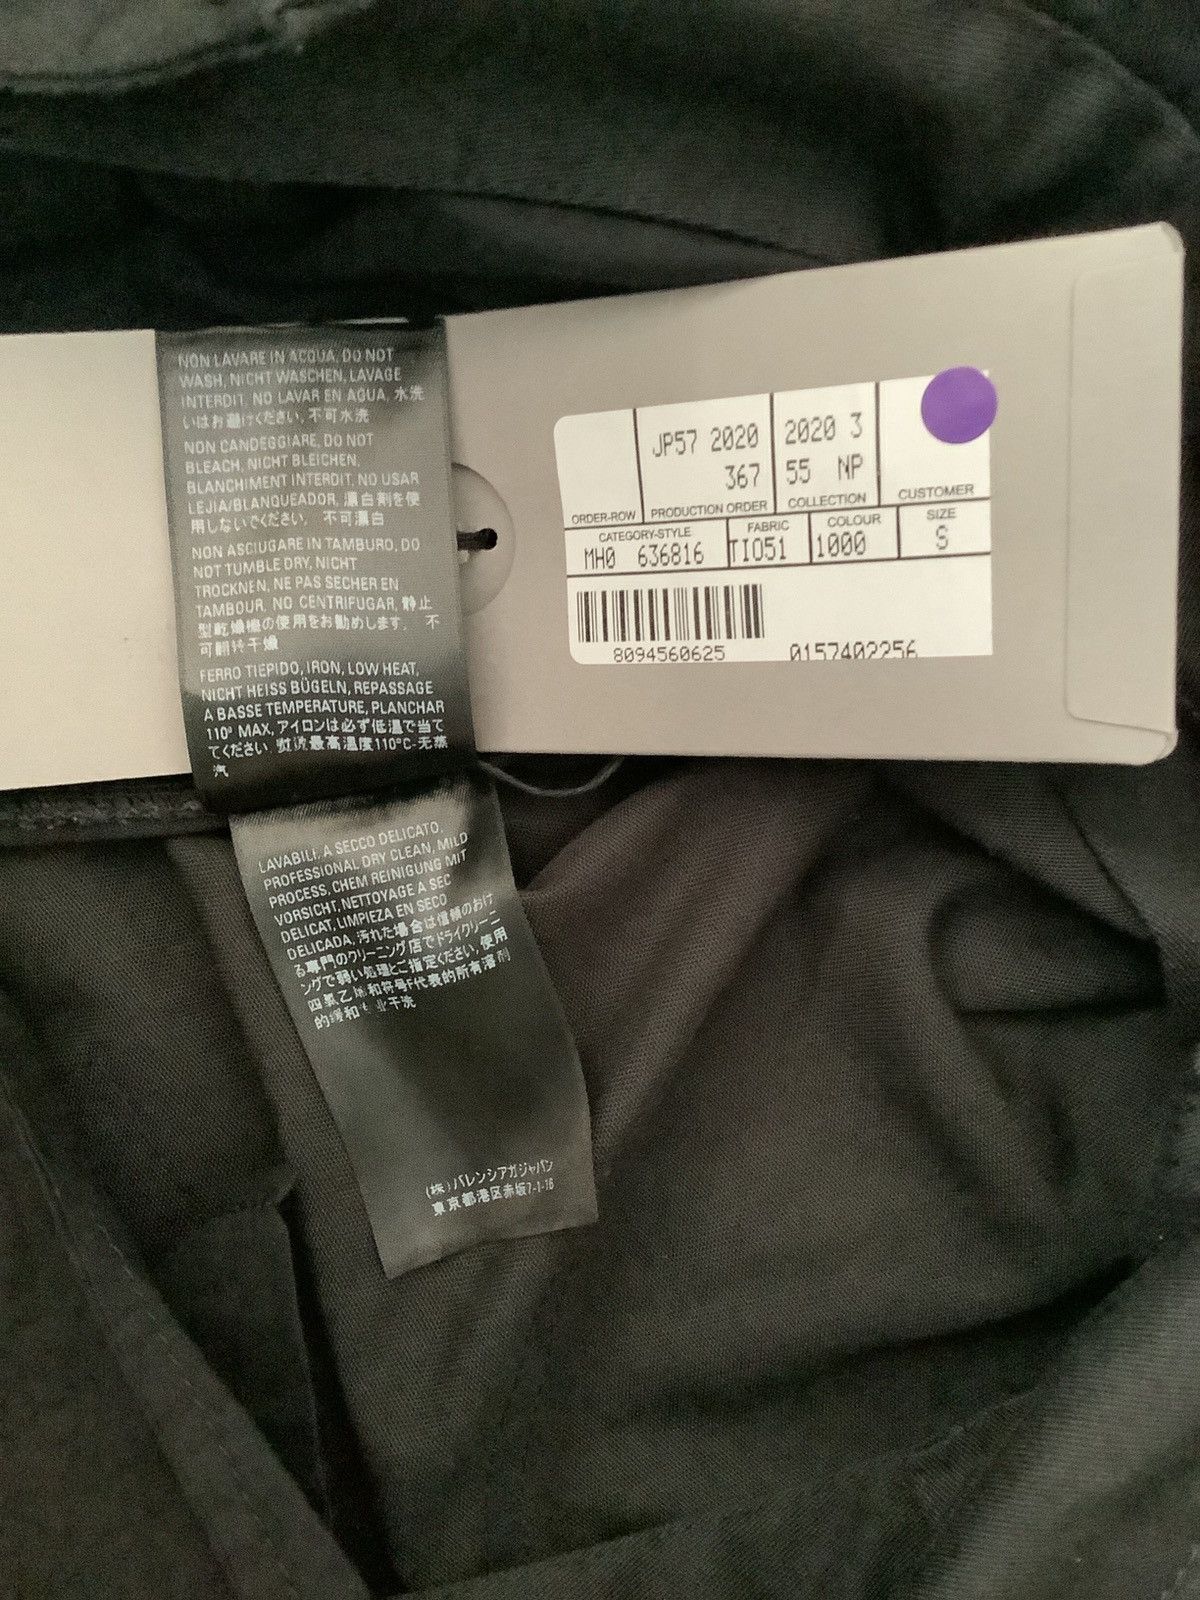 NON LAVARE IN ACQUA, DO NOT
WASH, NICHT WASCHEN, LAVAGE
INTERDIT, NO LAVAR EN AGUA, 水洗
いはお避けください, 不可水洗
NON CANDEGGIARE, DO NOT
BLEACH, NICHT BLEICHEN,
BLANCHIMENT INTERDIT, NO USAR
LEJIA/BLANQUEADOR, 漂白剤を使
用しないでください, 不可漂白
NON ASCIUGARE IN TAMBURO, DO
NOT TUMBLE DRY, NICHT
TROCKNEN, NE PAS SECHER EN
TAMBOUR, NO CENTRIFUGAR, 静止
型乾燥機の使用をお勧めします。 不
可翻转干燥
FERRO TIEPIDO, IRON, LOW HEAT,
NICHT HEISS BÜGELN, REPASSAGE
A BASSE TEMPERATURE, PLANCHAR
110° MAX, アイロンは必ず低温で当て
てください, 熨烫最高温度110°C-无蒸
汽
LAVABILI, A SECCO DELICATO,
PROFESSIONAL DRY CLEAN, MILD
PROCESS, CHEM REINIGUNG MIT
VORSICHT, NETTOYAGE A SEC
DELICAT, LIMPIEZA EN SECO
DELICADA, 汚れた場合は信頼のおけ
る専門のクリーニング店でドライクリーニ
ングで弱い処理とご指定ください, 使用
四氯乙烯和符号F代表的所有溶剂
的缓和专业干洗
(株)バレンシアガジャパン
東京都港区赤坂7-1-16
JP57 2020
367
2020 3
55 NP
ORDER-ROW PRODUCTION ORDER COLLECTION CUSTOMER
CATEGORY-STYLE FABRIC COLOUR SIZE
MH0 636816 TIO51 1000 S
8094560625 0157402256